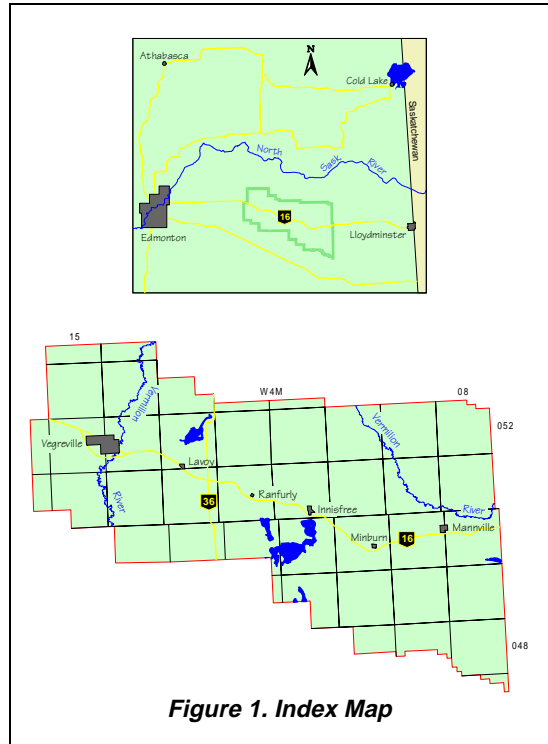 N
Athabasca
Cold Lake
Saskatchewan
North
Sask
River
16
Edmonton
Lloydminster
15
W4M
08
Vermilion
Vermilion
052
Vegreville
Lavoy
36
Ranfurly
Innisfree
River
River
Mannville
Minburn
16
048
Figure 1. Index Map